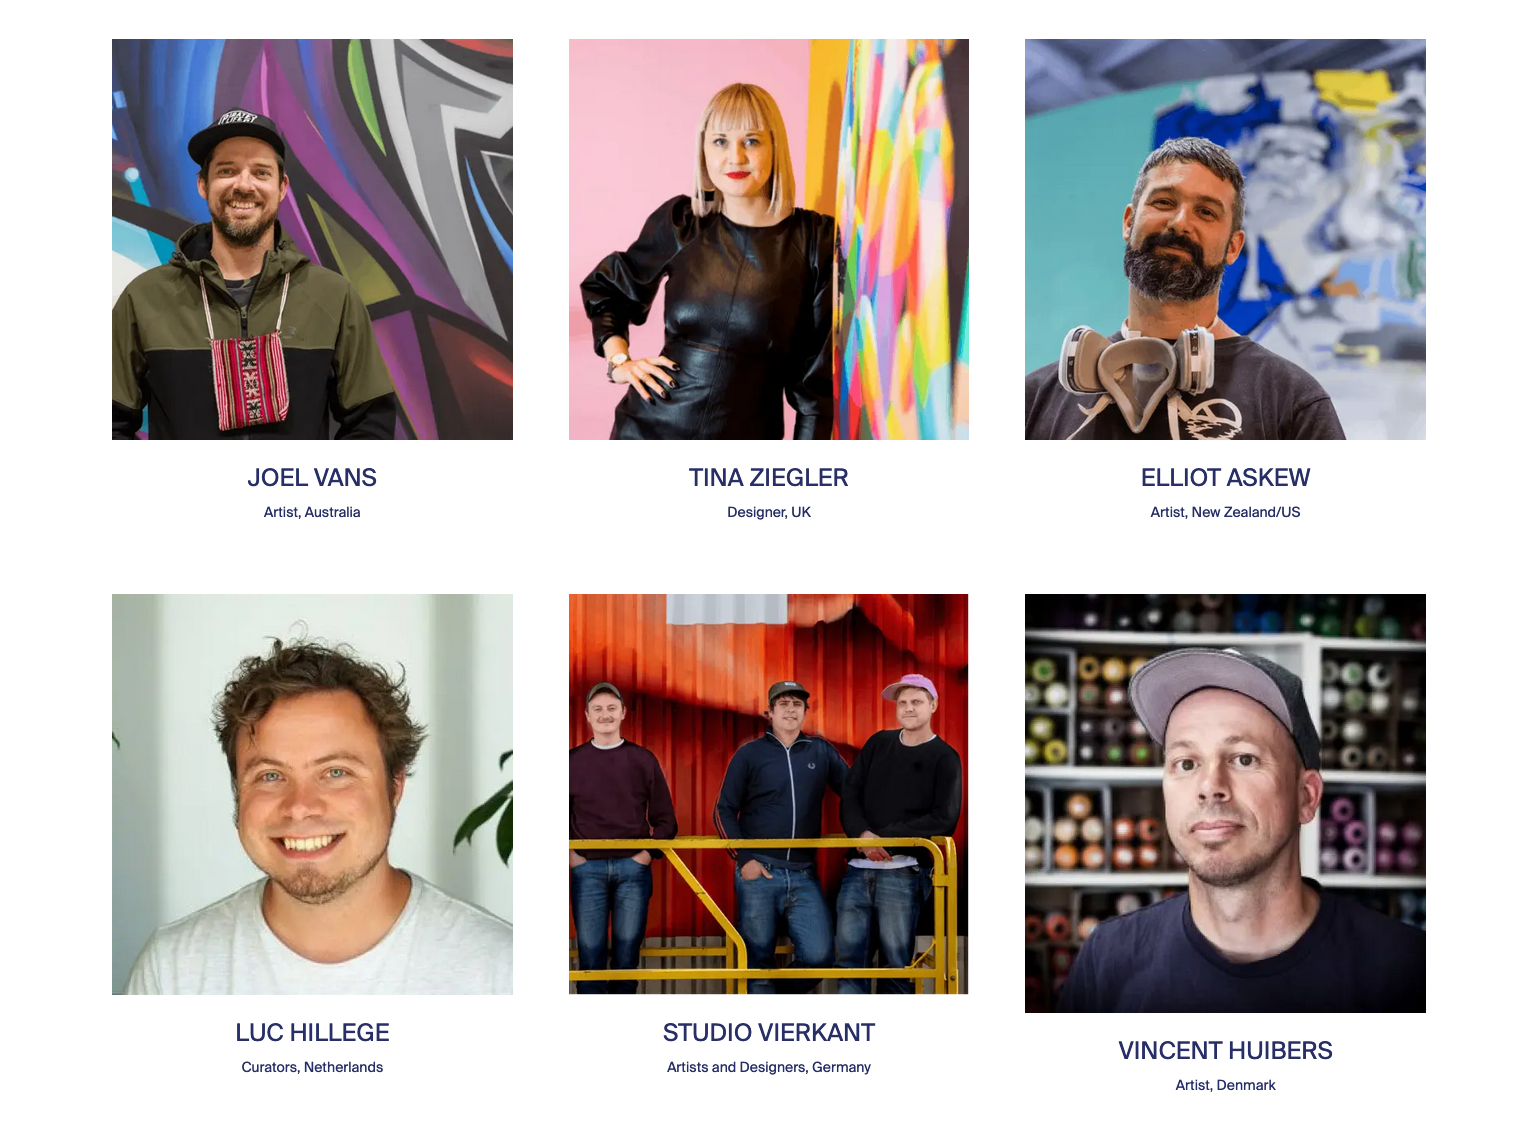 JOEL VANS
Artist, Australia
TINA ZIEGLER
Designer, UK
ELLIOT ASKEW
Artist, New Zealand/US
LUC HILLEGE
Curators, Netherlands
STUDIO VIERKANT
Artists and Designers, Germany
VINCENT HUIBERS
Artist, Denmark